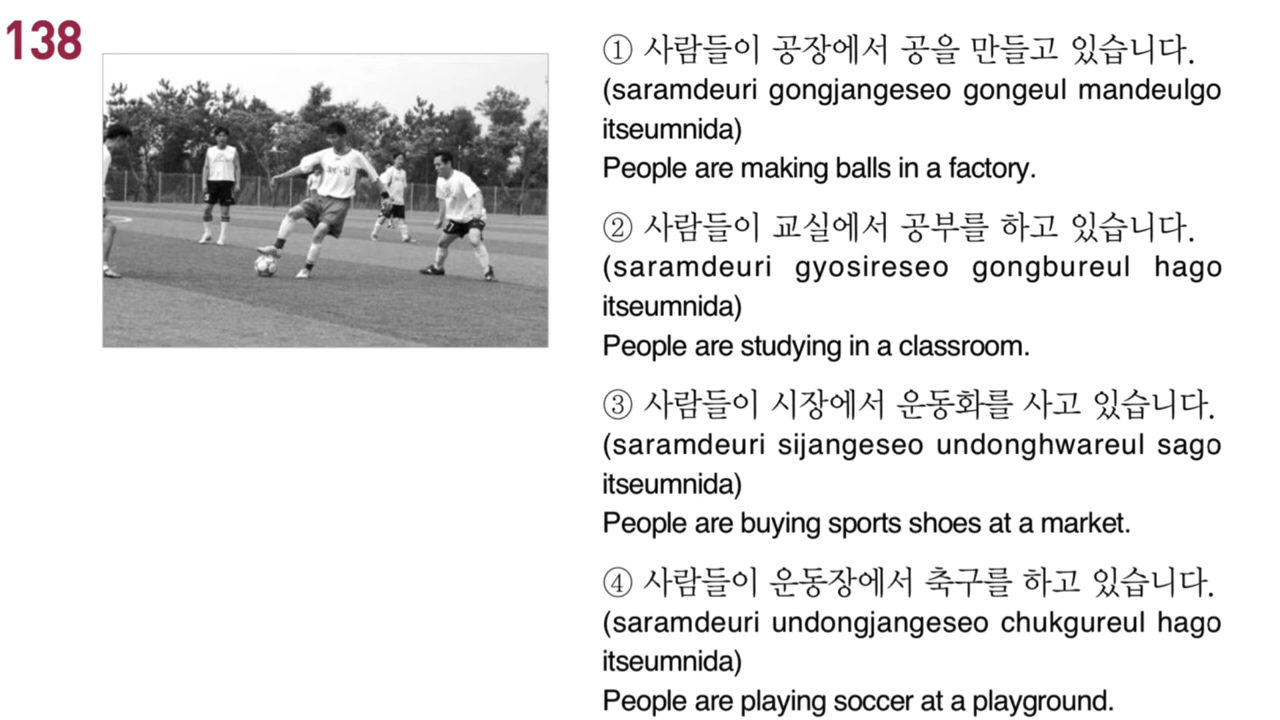 138
① 사람들이 공장에서 공을 만들고 있습니다.
(saramdeuri gongjangeseo gongeul mandeulgo
itseumnida)
People are making balls in a factory.
② 사람들이 교실에서 공부를 하고 있습니다.
(saramdeuri gyosireseo gongbureul hago
itseumnida)
People are studying in a classroom.
③ 사람들이 시장에서 운동화를 사고 있습니다.
(saramdeuri sijangeseo undonghwareul sago
itseumnida)
People are buying sports shoes at a market.
④ 사람들이 운동장에서 축구를 하고 있습니다.
(saramdeuri undongjangeseo chukgureul hago
itseumnida)
People are playing soccer at a playground.